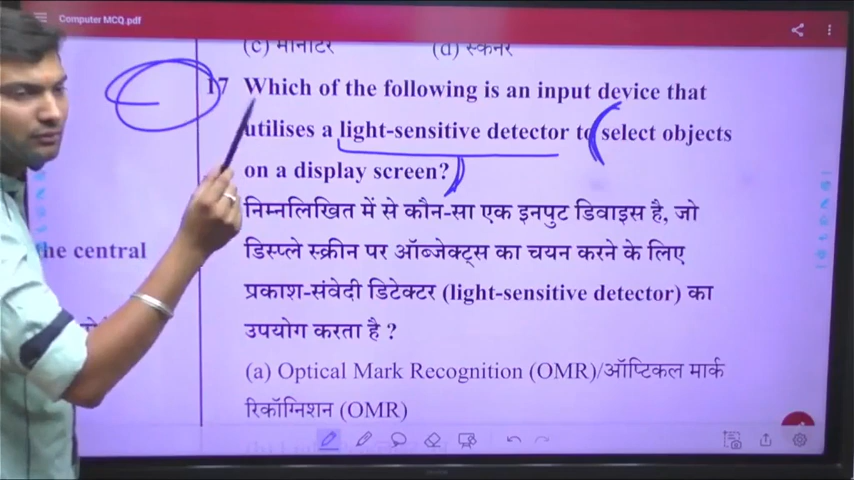 Computer MCQ.pdf
(c) मॉनीटर (d) स्कैनर
17 Which of the following is an input device that
utilises a light-sensitive detector to select objects
on a display screen?
निम्नलिखित में से कौन-सा एक इनपुट डिवाइस है, जो
डिस्प्ले स्क्रीन पर ऑब्जेक्ट्स का चयन करने के लिए
he central
प्रकाश-संवेदी डिटेक्टर (light-sensitive detector) का
उपयोग करता है ?
(a) Optical Mark Recognition (OMR)/ऑप्टिकल मार्क
रिकॉग्निशन (OMR)